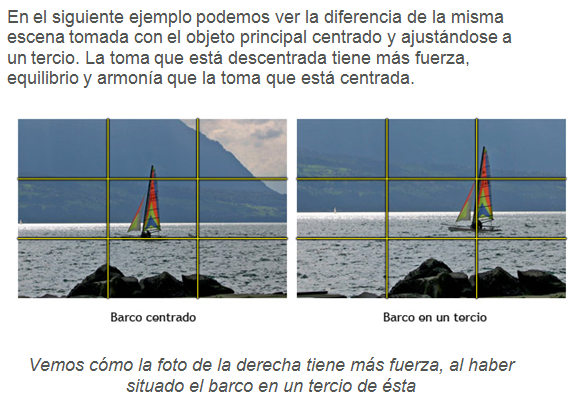 En el siguiente ejemplo podemos ver la diferencia de la misma
escena tomada con el objeto principal centrado y ajustándose a
un tercio. La toma que está descentrada tiene más fuerza,
equilibrio y armonía que la toma que está centrada.
Barco centrado
Barco en un tercio
Vemos cómo la foto de la derecha tiene más fuerza, al haber
situado el barco en un tercio de ésta